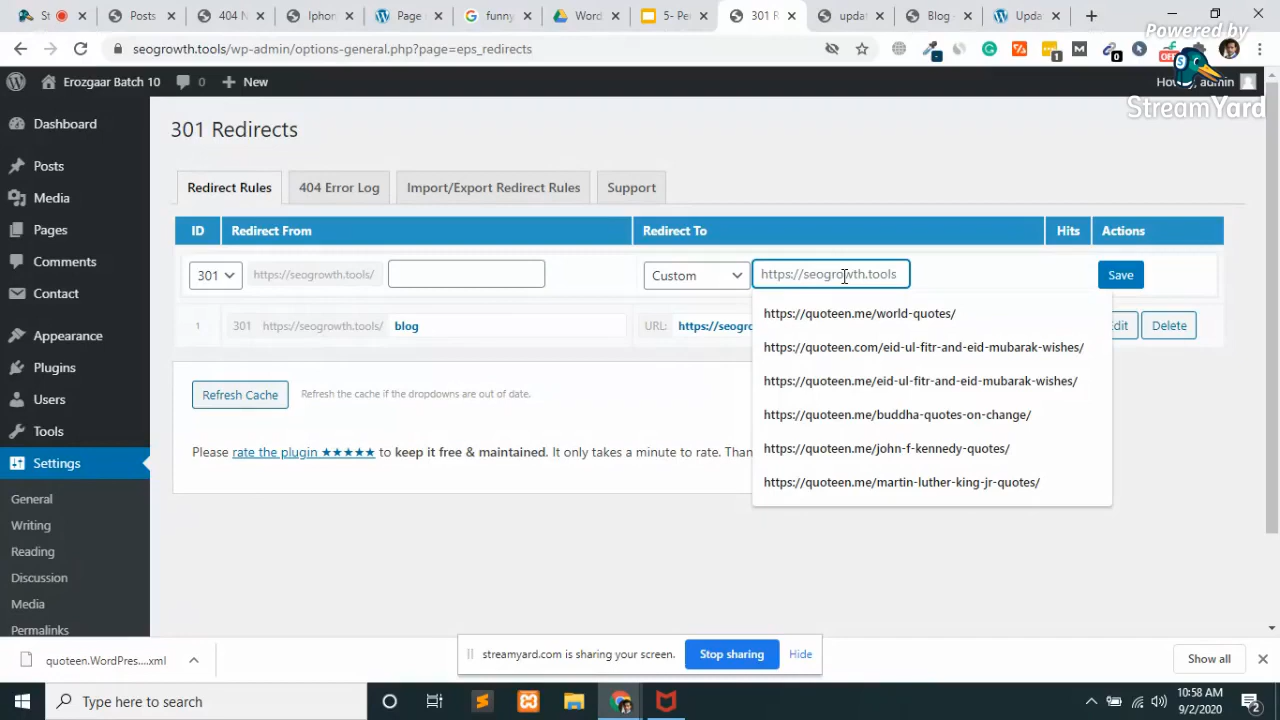 St
Posts
404 N
Iphon
Page
funny
Word
5- Pe
301 R
updat
Blog -
Upda
seogrowth.tools/wp-admin/options-general.php?page=eps_redirects
1
0
OFF
Powered by
StreamYard
Erozgaar Batch 10
0
New
Howdy, admin
Dashboard
Posts
Media
Pages
Comments
Contact
Appearance
Plugins
Users
Tools
Settings
General
Writing
Reading
Discussion
Media
Permalinks
301 Redirects
Redirect Rules
404 Error Log
Import/Export Redirect Rules
Support
ID
Redirect From
Redirect To
Hits
Actions
301
https://seogrowth.tools/
Custom
https://seogrowth.tools
Save
1
301
https://seogrowth.tools/
blog
URL:
https://seogro
dit
Delete
https://quoteen.me/world-quotes/
https://quoteen.com/eid-ul-fitr-and-eid-mubarak-wishes/
https://quoteen.me/eid-ul-fitr-and-eid-mubarak-wishes/
https://quoteen.me/buddha-quotes-on-change/
https://quoteen.me/john-f-kennedy-quotes/
https://quoteen.me/martin-luther-king-jr-quotes/
Refresh Cache
Refresh the cache if the dropdowns are out of date.
Please rate the plugin ★★★★★ to keep it free & maintained. It only takes a minute to rate. Than
quoteen.WordPres....xml
streamyard.com is sharing your screen.
Stop sharing
Hide
Show all
Type here to search
10:58 AM
9/2/2020
2